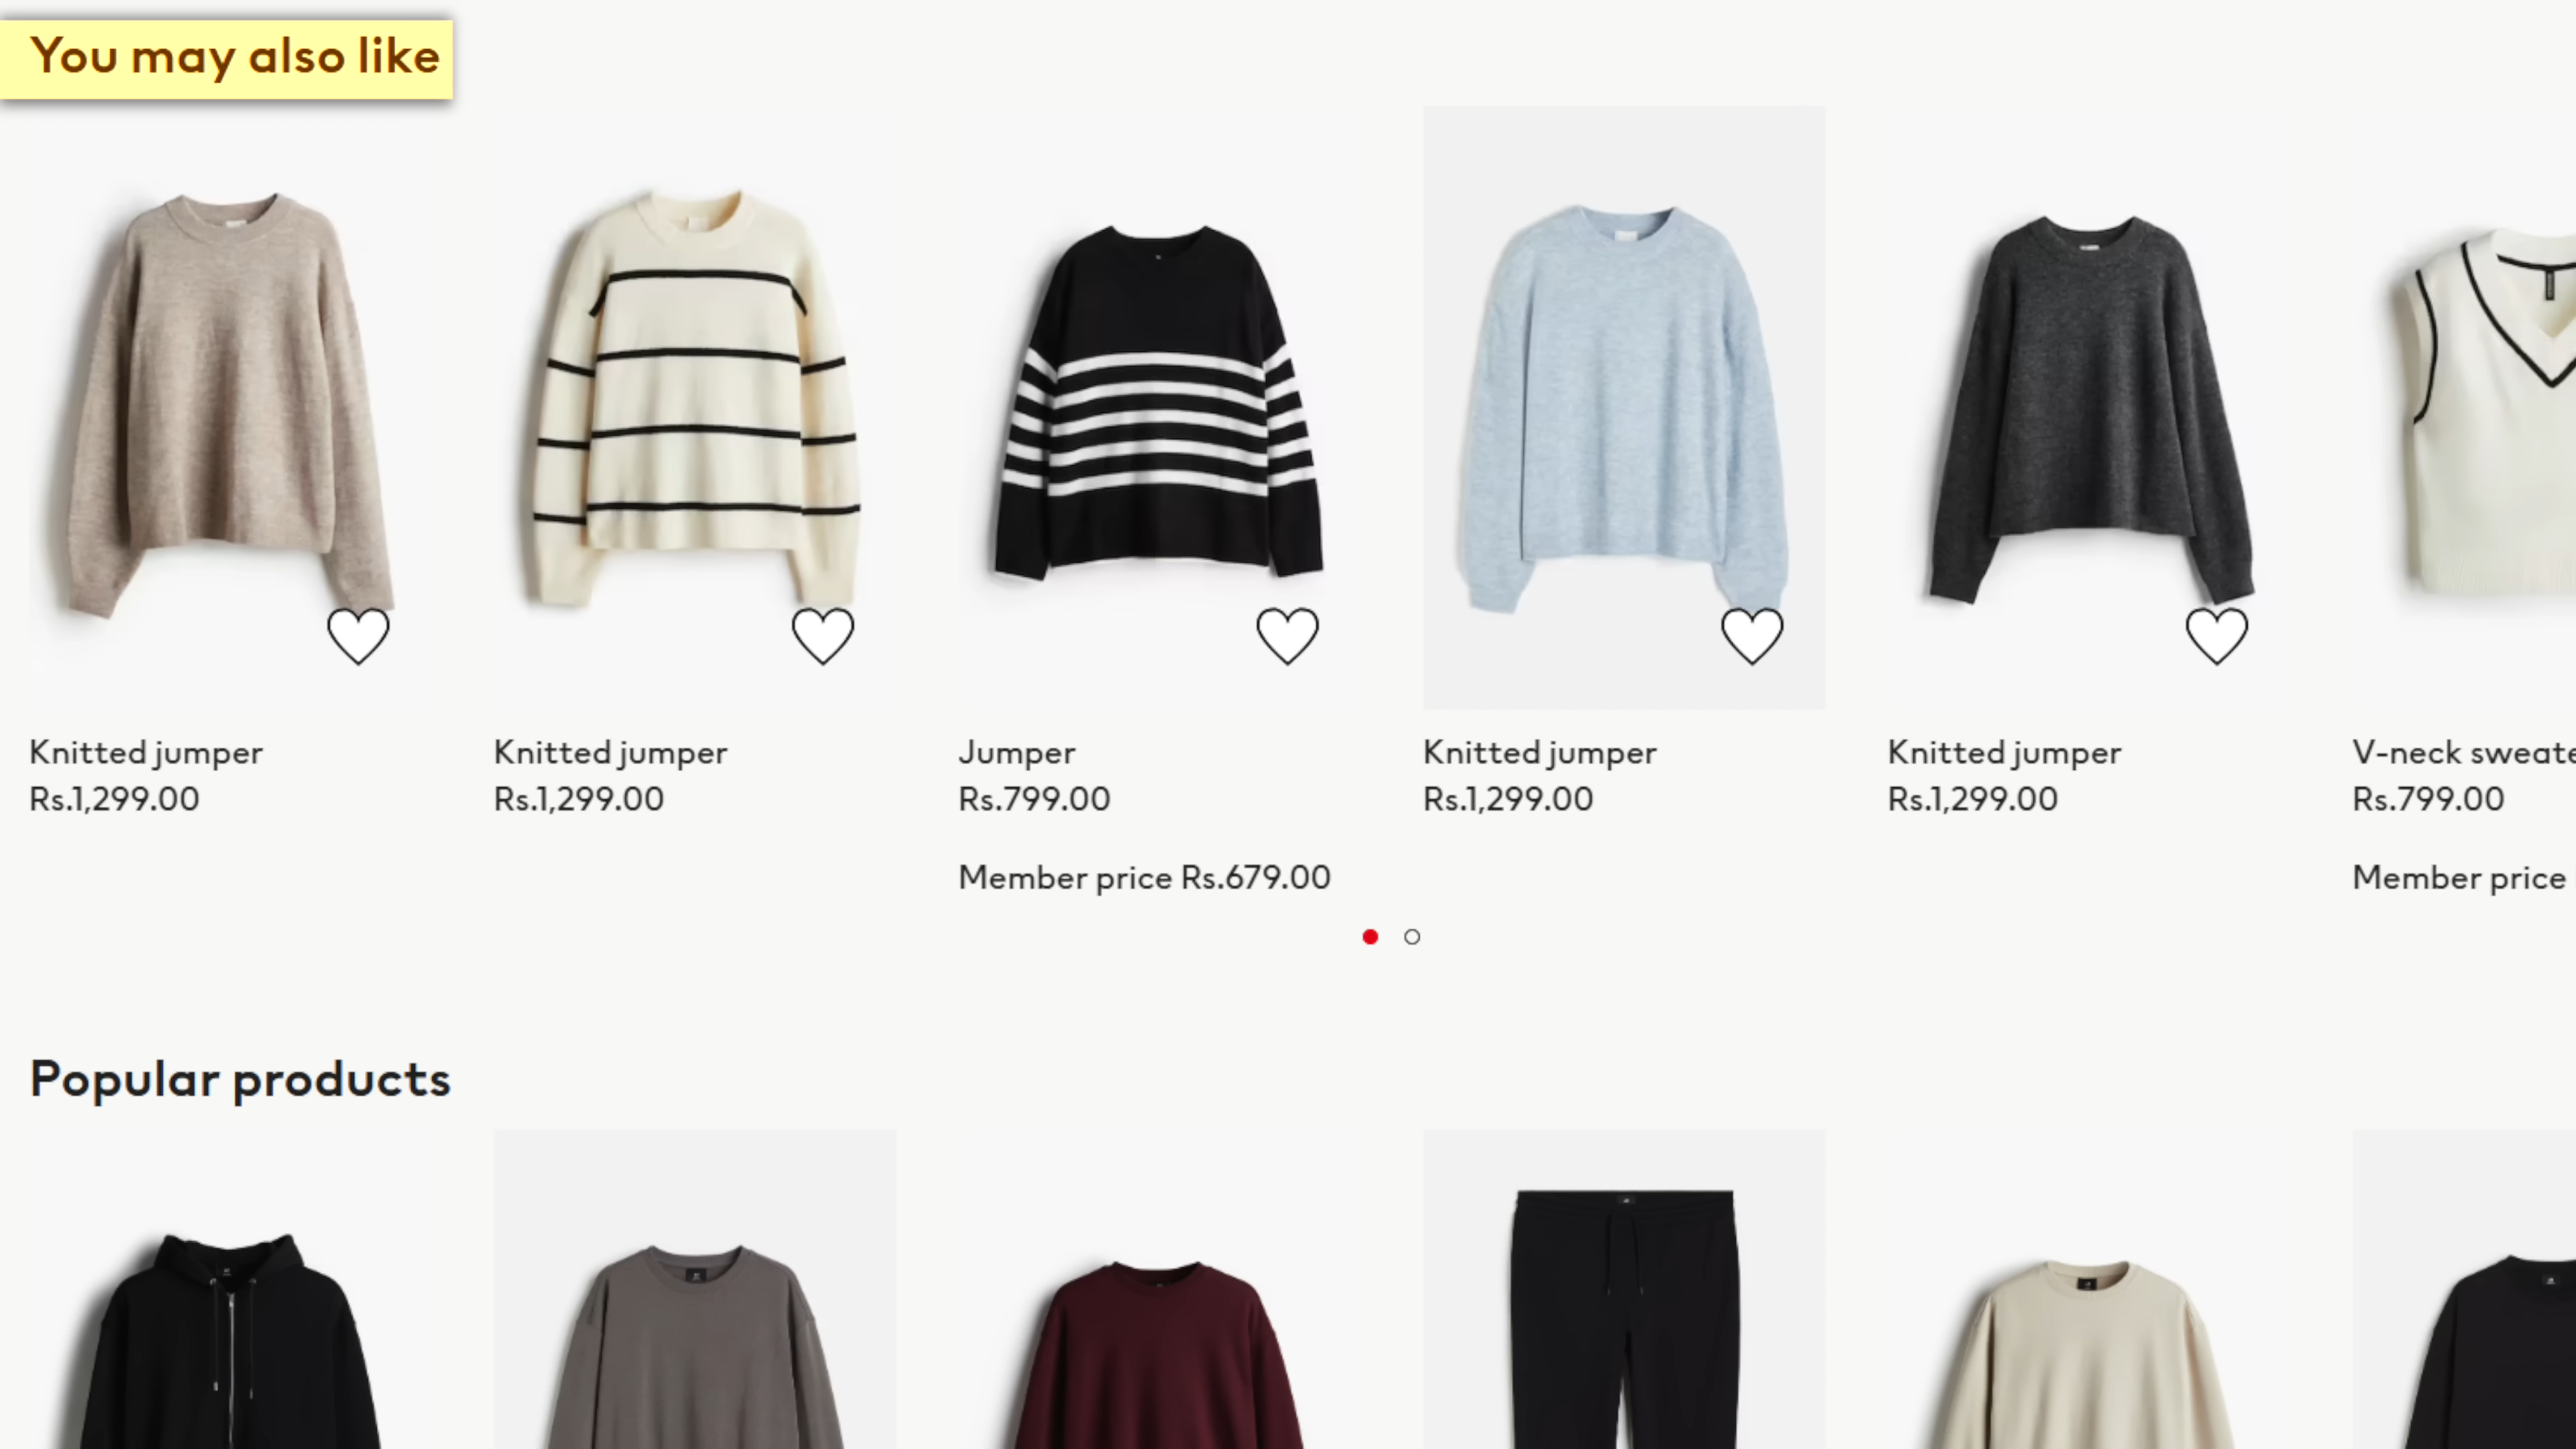 You may also like
Knitted jumper
Rs.1,299.00
Knitted jumper
Rs.1,299.00
Jumper
Rs.799.00
Member price Rs.679.00
Knitted jumper
Rs.1,299.00
Knitted jumper
Rs.1,299.00
V-neck
Rs.799.00
Member price
Popular products